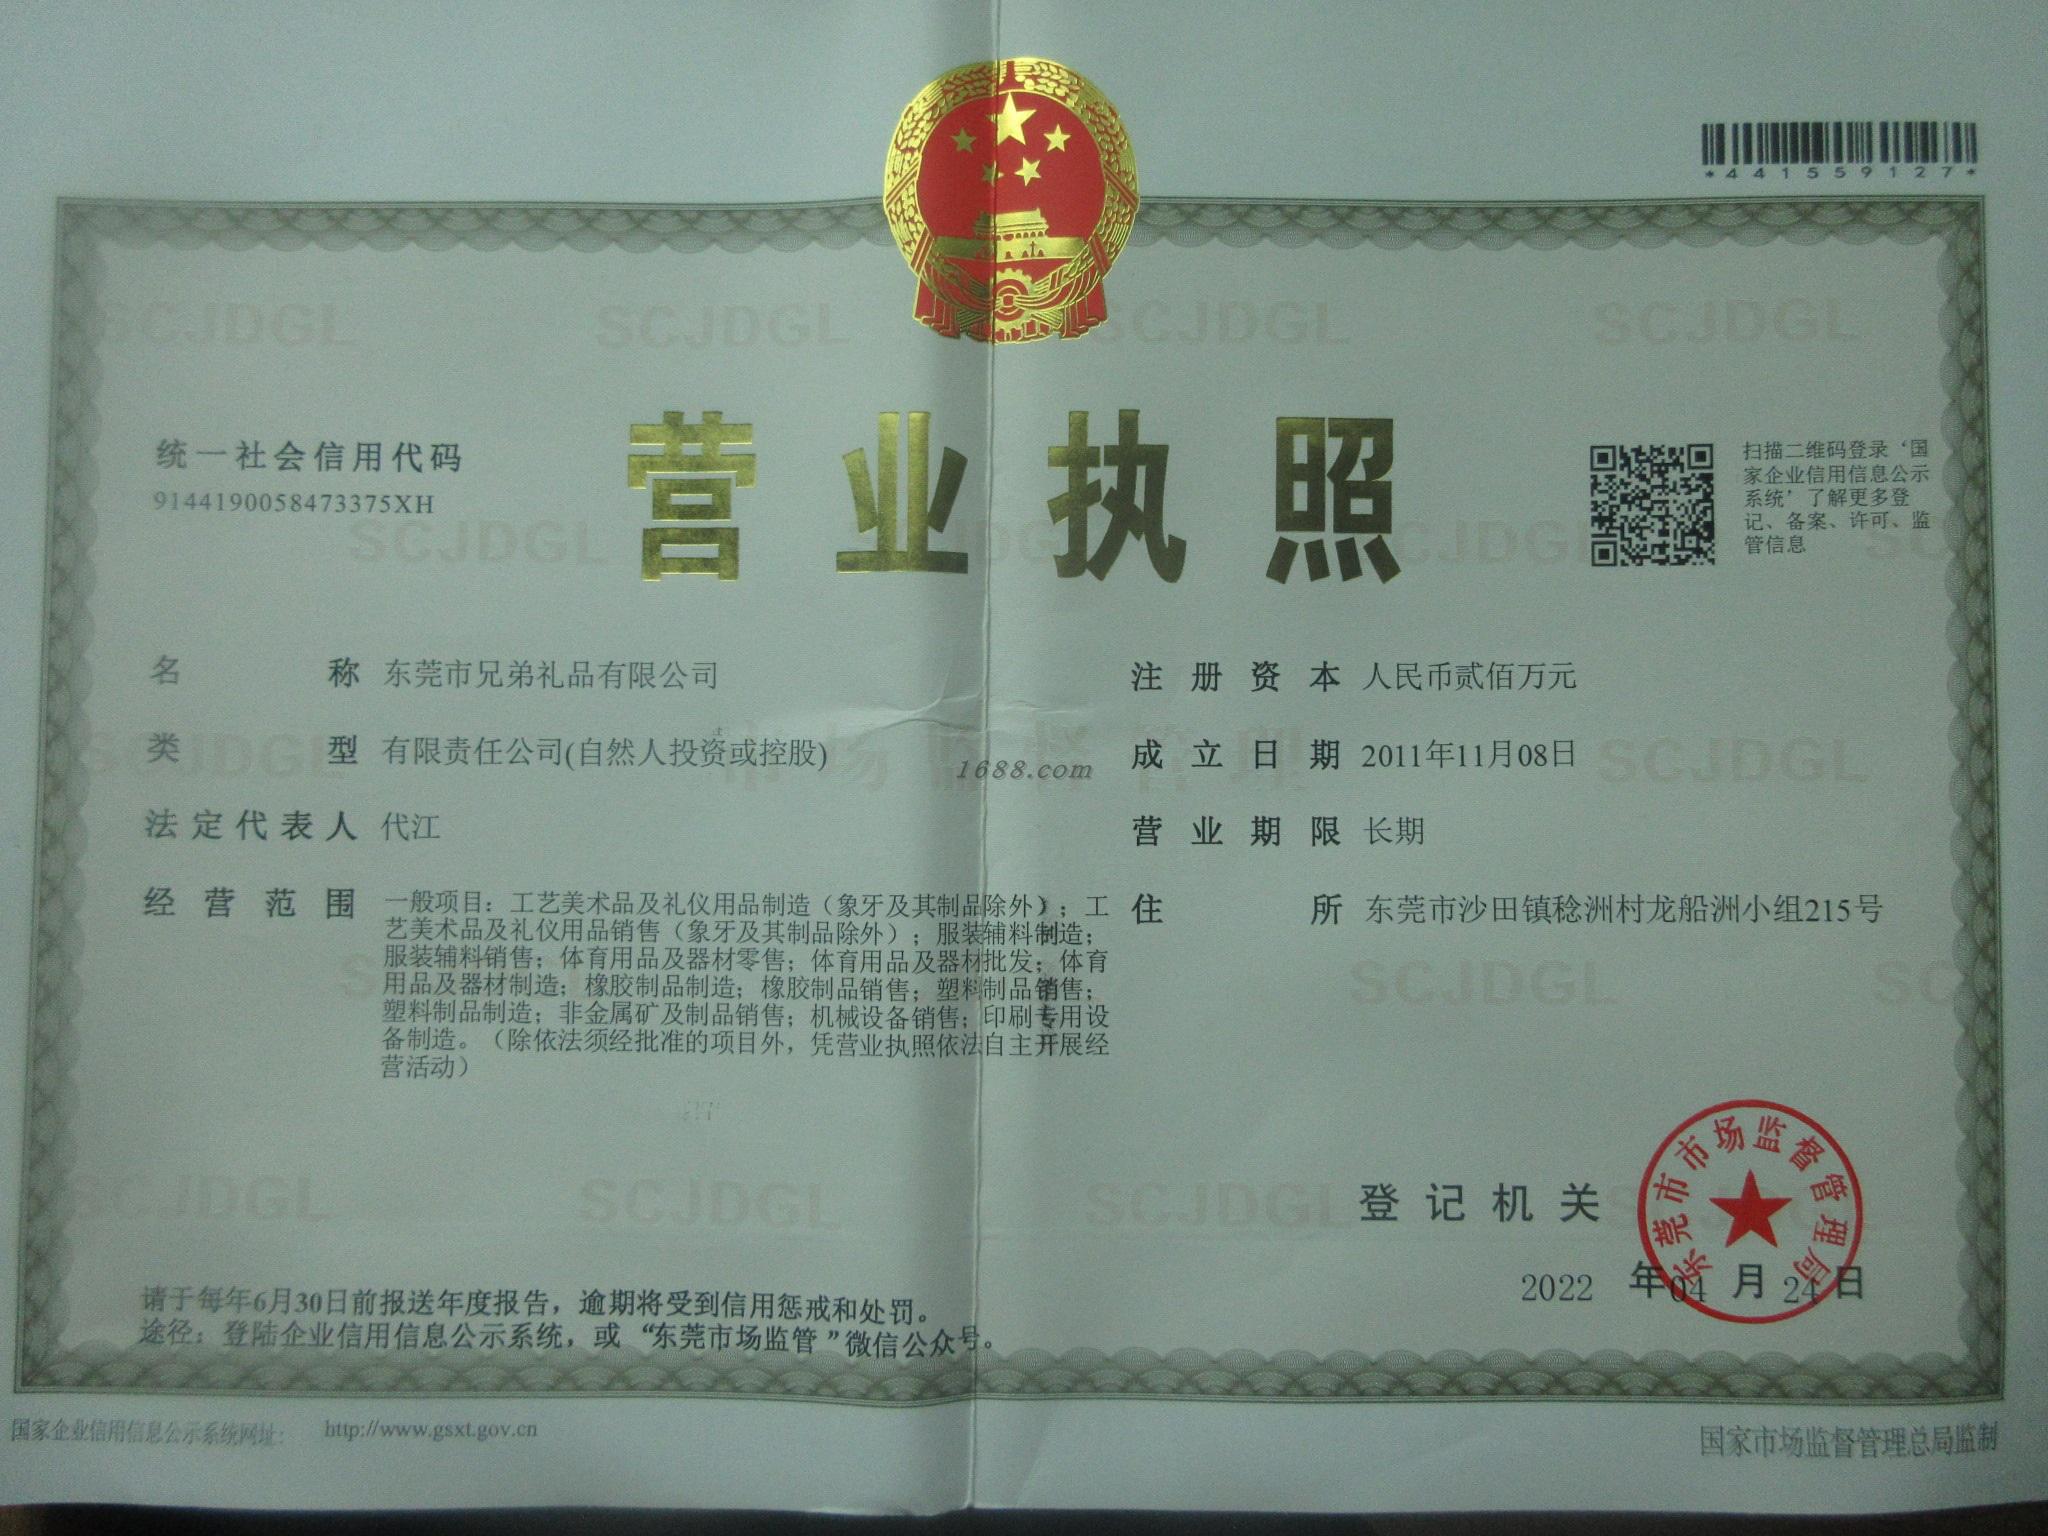 *441559127*
营业执照
统一社会信用代码
9144190058473375XH
扫描二维码登录‘国
家企业信用信息公示
系统’了解更多登
记、备案、许可、监
管信息
名称 东莞市兄弟礼品有限公司
类型 有限责任公司(自然人投资或控股)
法定代表人 代江
经营范围 一般项目：工艺美术品及礼仪用品制造（象牙及其制品除外）；工
艺美术品及礼仪用品销售（象牙及其制品除外）；服装辅料制造；
服装辅料销售；体育用品及器材零售；体育用品及器材批发；体育
用品及器材制造；橡胶制品制造；橡胶制品销售；塑料制品销售；
塑料制品制造；非金属矿及制品销售；机械设备销售；印刷专用设
备制造。（除依法须经批准的项目外，凭营业执照依法自主开展经
营活动）
注册资本 人民币贰佰万元
成立日期 2011年11月08日
营业期限 长期
住所 东莞市沙田镇稔洲村龙船洲小组215号
1688.com
登记机关
东莞市市场监督管理局
2022 年04 月 24日
请于每年6月30日前报送年度报告，逾期将受到信用惩戒和处罚。
途径：登陆企业信用信息公示系统，或“东莞市场监管”微信公众号。
国家企业信用信息公示系统网址： http://www.gsxt.gov.cn
国家市场监督管理总局监制
SCJDGL
市场监督管理